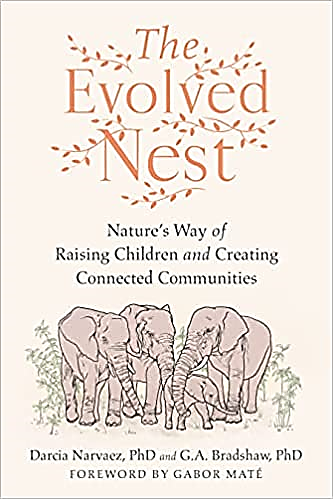 The
Evolved
Nest
Nature's Way of
Raising Children and Creating
Connected Communities
Darcia Narvaez, PhD and G.A. Bradshaw, PhD
FOREWORD BY GABOR MATÉ